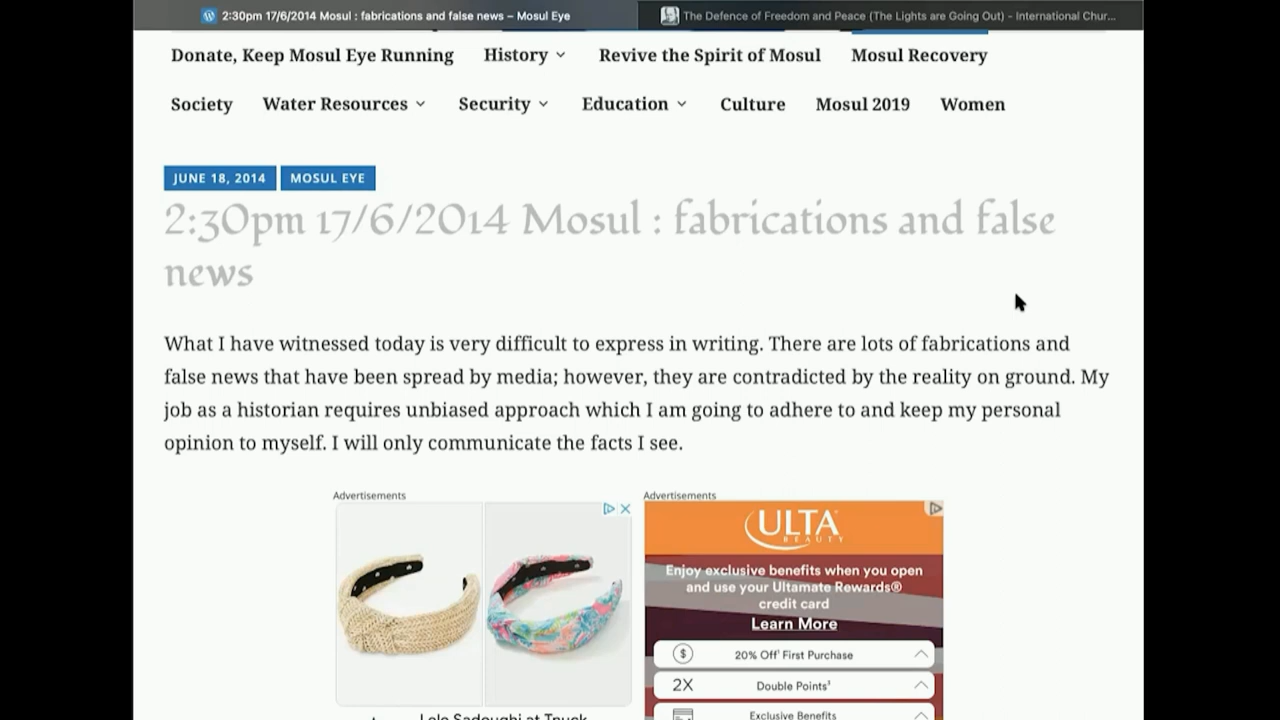 2:30pm 17/6/2014 Mosul : fabrications and false news – Mosul Eye
The Defence of Freedom and Peace (The Lights are Going Out) - International Chur...
Donate, Keep Mosul Eye Running History Revive the Spirit of Mosul Mosul Recovery
Society Water Resources Security Education Culture Mosul 2019 Women
JUNE 18, 2014 MOSUL EYE
2:30pm 17/6/2014 Mosul : fabrications and false
news
What I have witnessed today is very difficult to express in writing. There are lots of fabrications and
false news that have been spread by media; however, they are contradicted by the reality on ground. My
job as a historian requires unbiased approach which I am going to adhere to and keep my personal
opinion to myself. I will only communicate the facts I see.
Advertisements
Advertisements
ULTA
BEAUTY
Enjoy exclusive benefits when you open
and use your Ultamate Rewards®
credit card
Learn More
20% Off¹ First Purchase
2X Double Points³
Exclusive Benefits
Lele Sadoughi at Tnuck